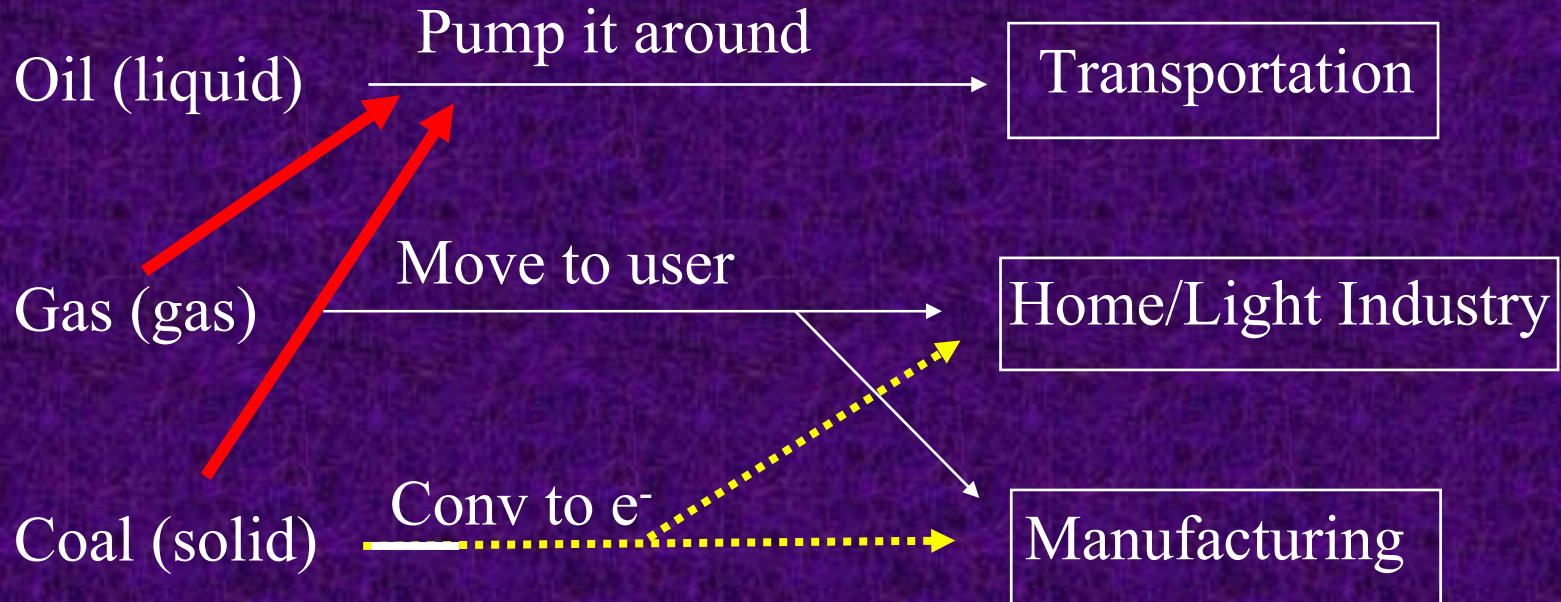 Pump it around
Oil (liquid)
Transportation
Move to user
Gas (gas)
Home/Light Industry
Conv to e-
Coal (solid)
Manufacturing